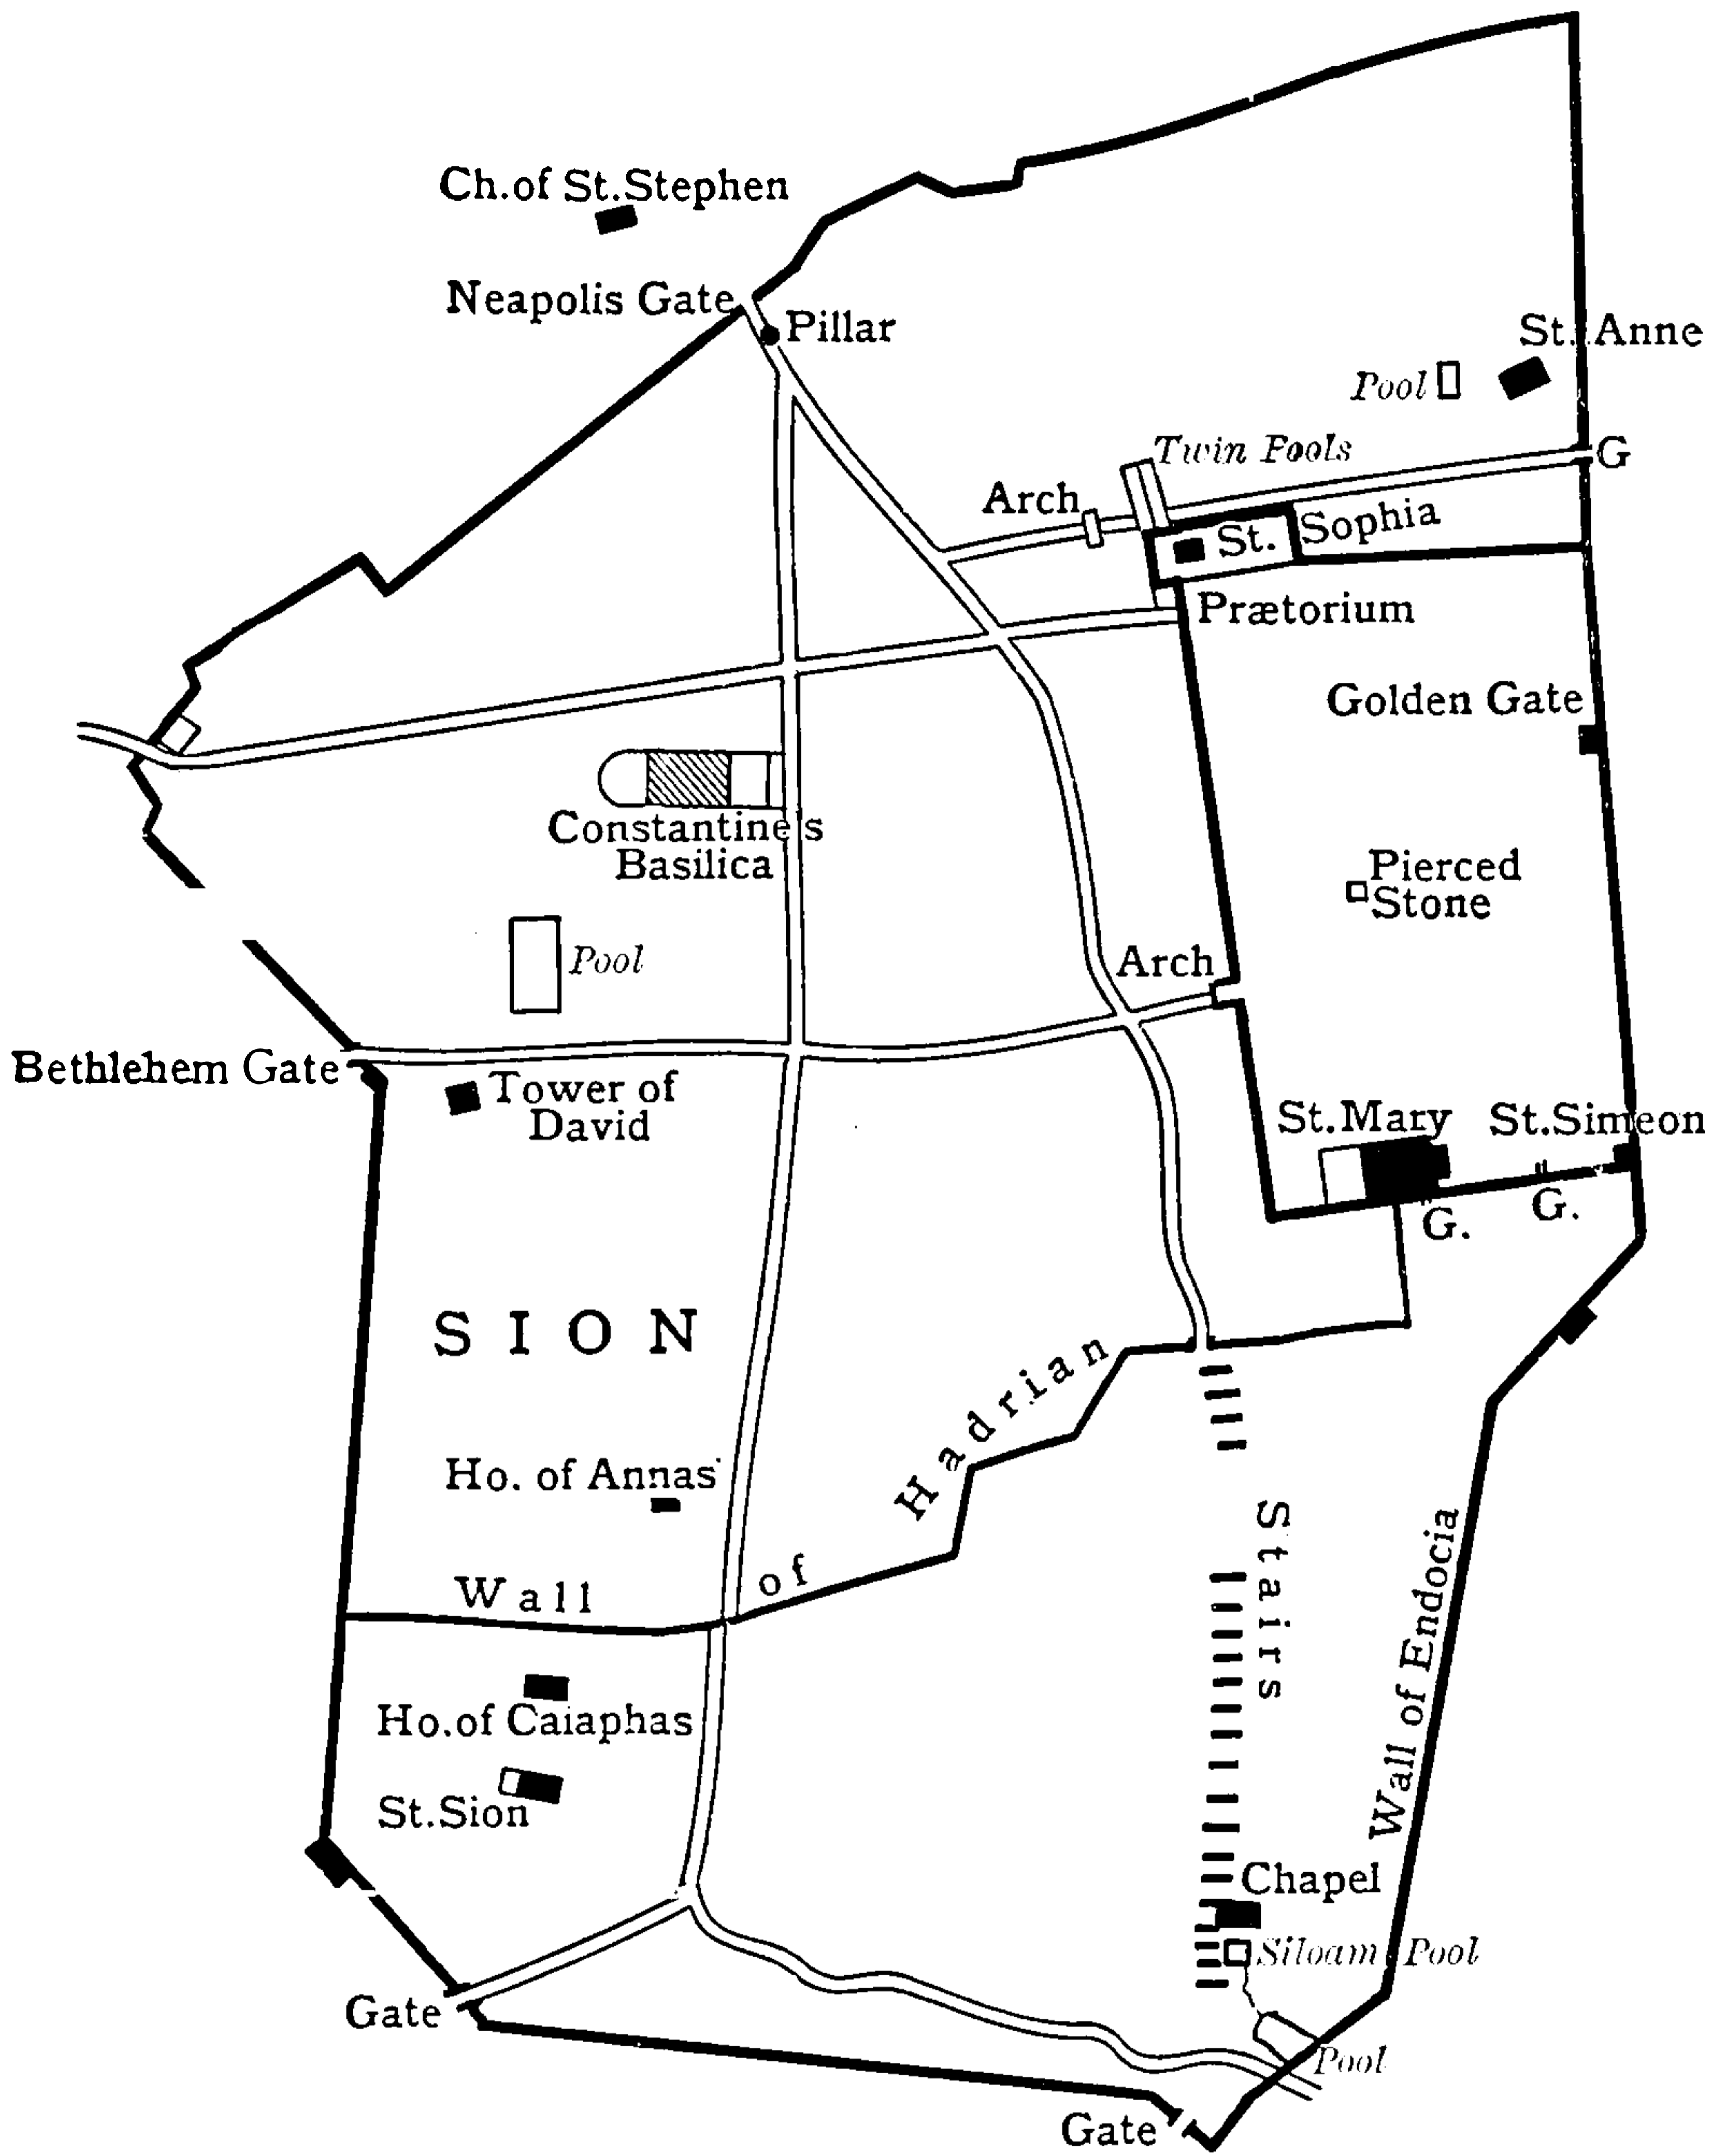 Ch.of St.Stephen
Neapolis Gate
Pillar
St. Anne
Pool
Twin Pools
G
Arch
St. Sophia
Prætorium
Golden Gate
Constantine's
Basilica
Pierced
Stone
Pool
Arch
Bethlehem Gate
Tower of
David
St.Mary
St.Simeon
G.
G.
SION
Ho. of Annas
Wall of Hadrian
Stairs
Wall of Endocia
Ho.of Caiaphas
St.Sion
Chapel
Siloam Pool
Gate
Pool
Gate